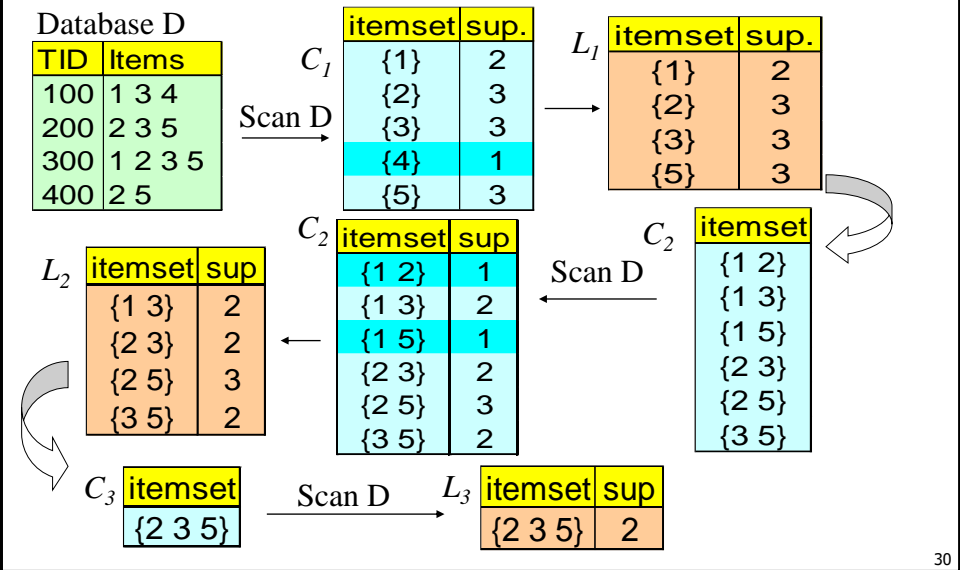 Database D
TID Items
100 1 3 4
200 2 3 5
300 1 2 3 5
400 2 5
Scan D
C1
itemset sup.
{1} 2
{2} 3
{3} 3
{4} 1
{5} 3
L1
itemset sup.
{1} 2
{2} 3
{3} 3
{5} 3
C2
itemset
{1 2}
{1 3}
{1 5}
{2 3}
{2 5}
{3 5}
Scan D
C2
itemset sup
{1 2} 1
{1 3} 2
{1 5} 1
{2 3} 2
{2 5} 3
{3 5} 2
L2
itemset sup
{1 3} 2
{2 3} 2
{2 5} 3
{3 5} 2
C3
itemset
{2 3 5}
Scan D
L3
itemset sup
{2 3 5} 2
30